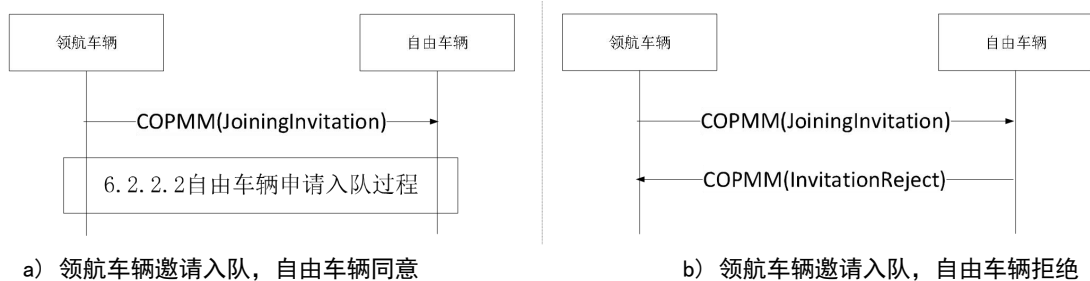 领航车辆
自由车辆
COPMM(JoiningInvitation)
6.2.2.2自由车辆申请入队过程
a) 领航车辆邀请入队，自由车辆同意
领航车辆
自由车辆
COPMM(JoiningInvitation)
COPMM(InvitationReject)
b) 领航车辆邀请入队，自由车辆拒绝